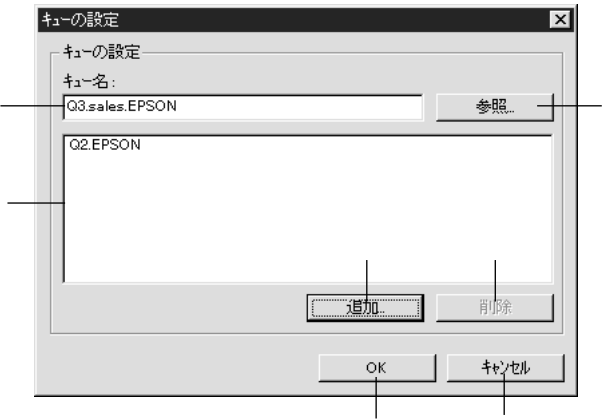 キューの設定
キューの設定
キュー名:
Q3.sales.EPSON
参照...
Q2.EPSON
追加...
削除
OK
キャンセル